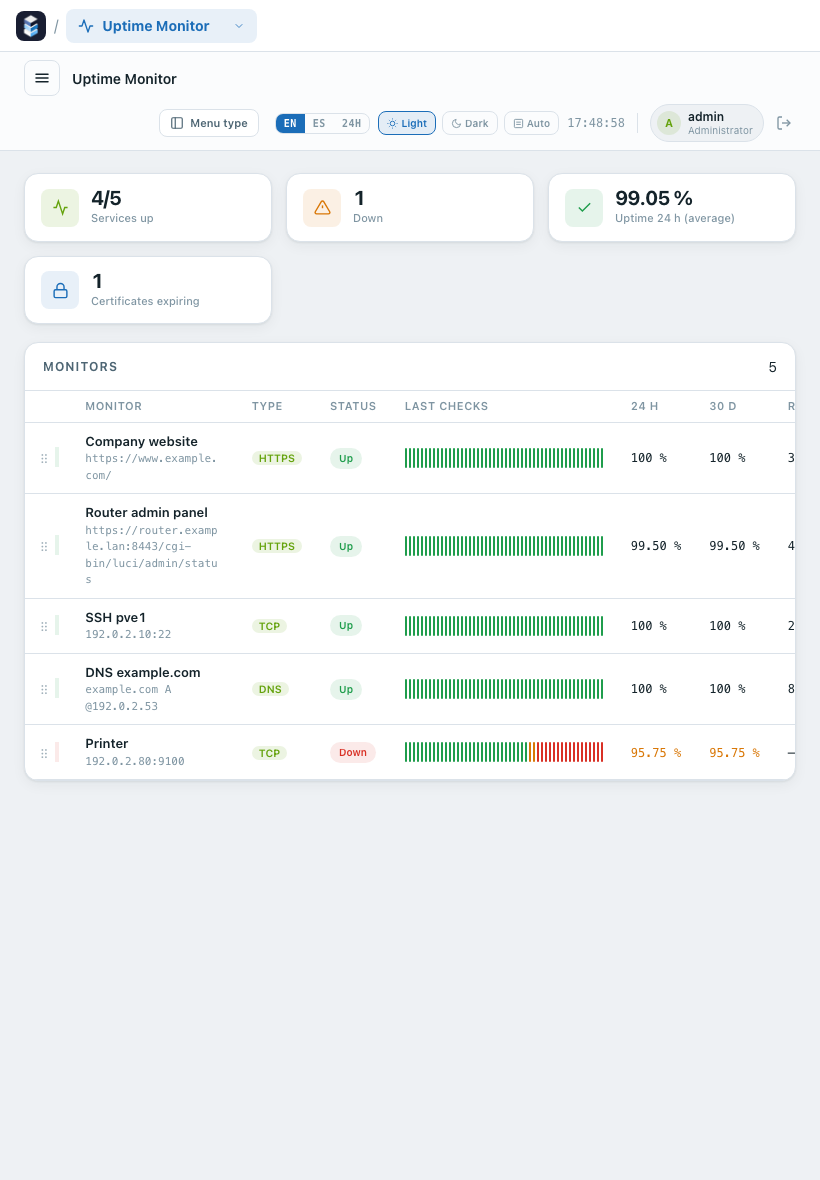 / Uptime Monitor
Uptime Monitor
Menu type EN ES 24H Light Dark Auto 17:48:58 A admin
Administrator
4/5
Services up
1
Down
99.05 %
Uptime 24 h (average)
1
Certificates expiring
MONITORS 5
MONITOR TYPE STATUS LAST CHECKS 24 H 30 D
Company website
https://www.example.
com/
HTTPS Up 100 % 100 % 3
Router admin panel
https://router.examp
le.lan:8443/cgi-
bin/luci/admin/statu
s
HTTPS Up 99.50 % 99.50 % 4
SSH pve1
192.0.2.10:22
TCP Up 100 % 100 % 2
DNS example.com
example.com A
@192.0.2.53
DNS Up 100 % 100 % 8
Printer
192.0.2.80:9100
TCP Down 95.75 % 95.75 % —